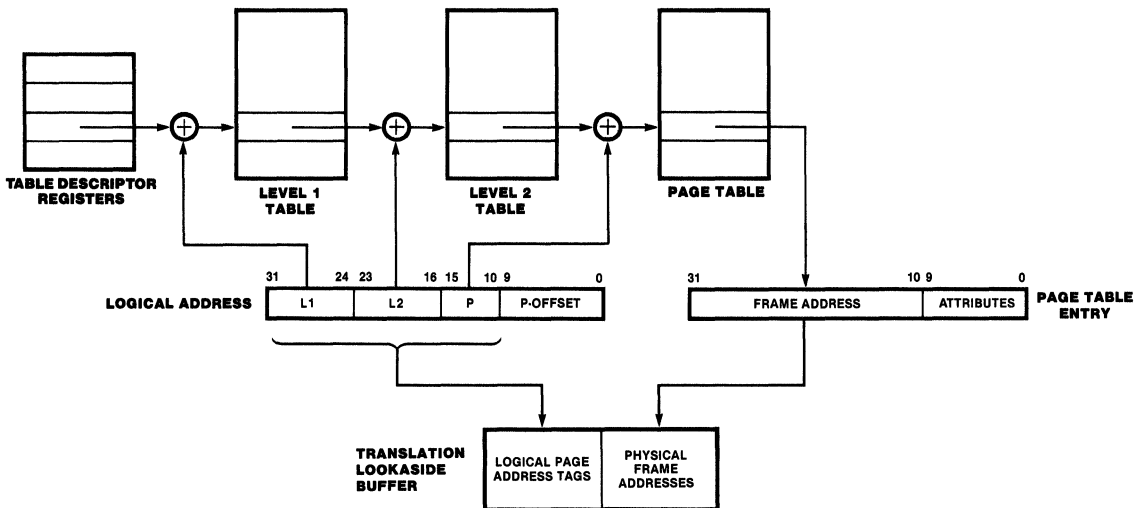 TABLE DESCRIPTOR
REGISTERS
LEVEL 1
TABLE
LEVEL 2
TABLE
PAGE TABLE
31 24 23 16 15 10 9 0
LOGICAL ADDRESS L1 L2 P P-OFFSET
31 10 9 0
FRAME ADDRESS ATTRIBUTES
PAGE TABLE
ENTRY
TRANSLATION
LOOKASIDE
BUFFER
LOGICAL PAGE
ADDRESS TAGS
PHYSICAL
FRAME
ADDRESSES